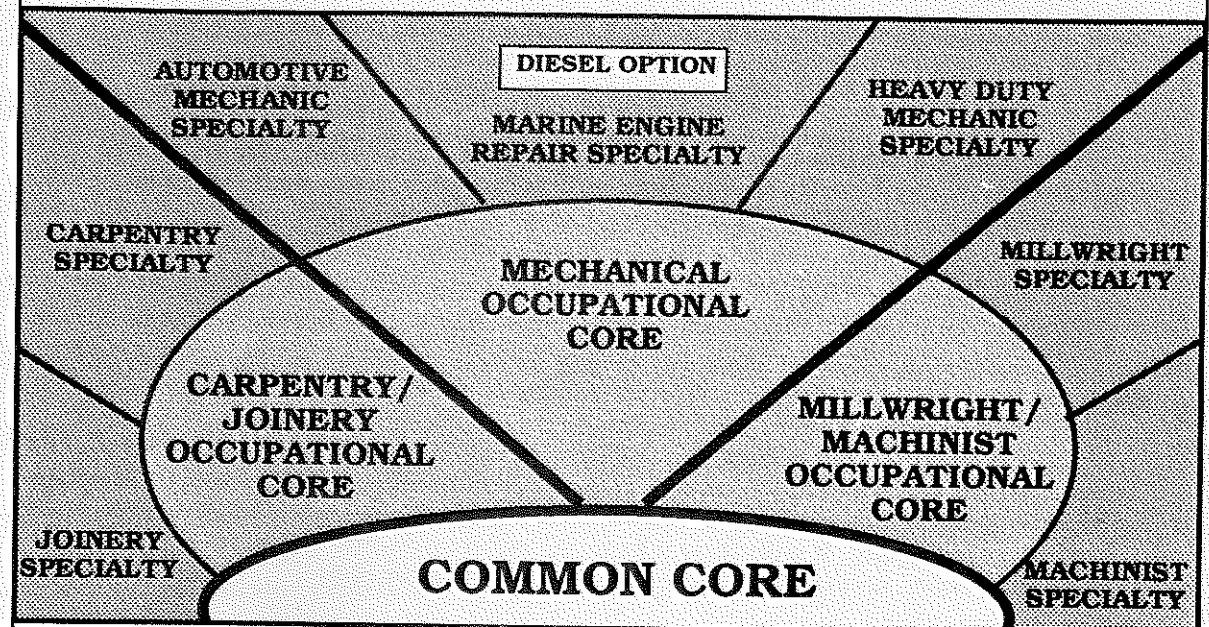 AUTOMOTIVE
MECHANIC
SPECIALTY
DIESEL OPTION
MARINE ENGINE
REPAIR SPECIALTY
HEAVY DUTY
MECHANIC
SPECIALTY
CARPENTRY
SPECIALTY
MECHANICAL
OCCUPATIONAL
CORE
MILLWRIGHT
SPECIALTY
CARPENTRY/
JOINERY
OCCUPATIONAL
CORE
MILLWRIGHT/
MACHINIST
OCCUPATIONAL
CORE
JOINERY
SPECIALTY
COMMON CORE
MACHINIST
SPECIALTY